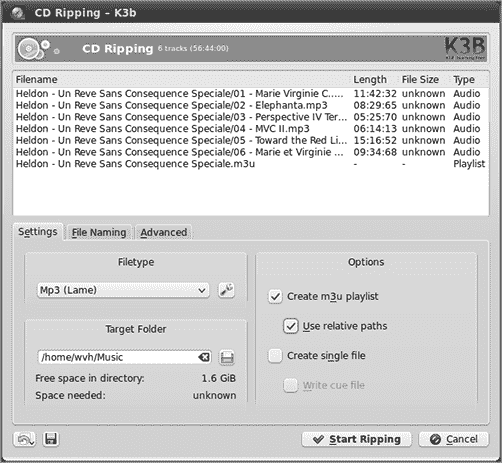 CD Ripping – K3b
CD Ripping 6 tracks (56:44:00)
K3B
Filename Length File Size Type
Heldon - Un Reve Sans Consequence Speciale/01 - Marie Virginie C.... 11:42:32 unknown Audio
Heldon - Un Reve Sans Consequence Speciale/02 - Elephanta.mp3 08:29:65 unknown Audio
Heldon - Un Reve Sans Consequence Speciale/03 - Perspective IV Ter... 05:25:70 unknown Audio
Heldon - Un Reve Sans Consequence Speciale/04 - MVC II.mp3 06:14:13 unknown Audio
Heldon - Un Reve Sans Consequence Speciale/05 - Toward the Red Li... 15:16:52 unknown Audio
Heldon - Un Reve Sans Consequence Speciale/06 - Marie et Virginie ... 09:34:68 unknown Audio
Heldon - Un Reve Sans Consequence Speciale.m3u - - Playlist
Settings File Naming Advanced
Filetype
Mp3 (Lame)
Target Folder
/home/wvh/Music
Free space in directory: 1.6 GiB
Space needed: unknown
Options
Create m3u playlist
Use relative paths
Create single file
Write cue file
Start Ripping Cancel